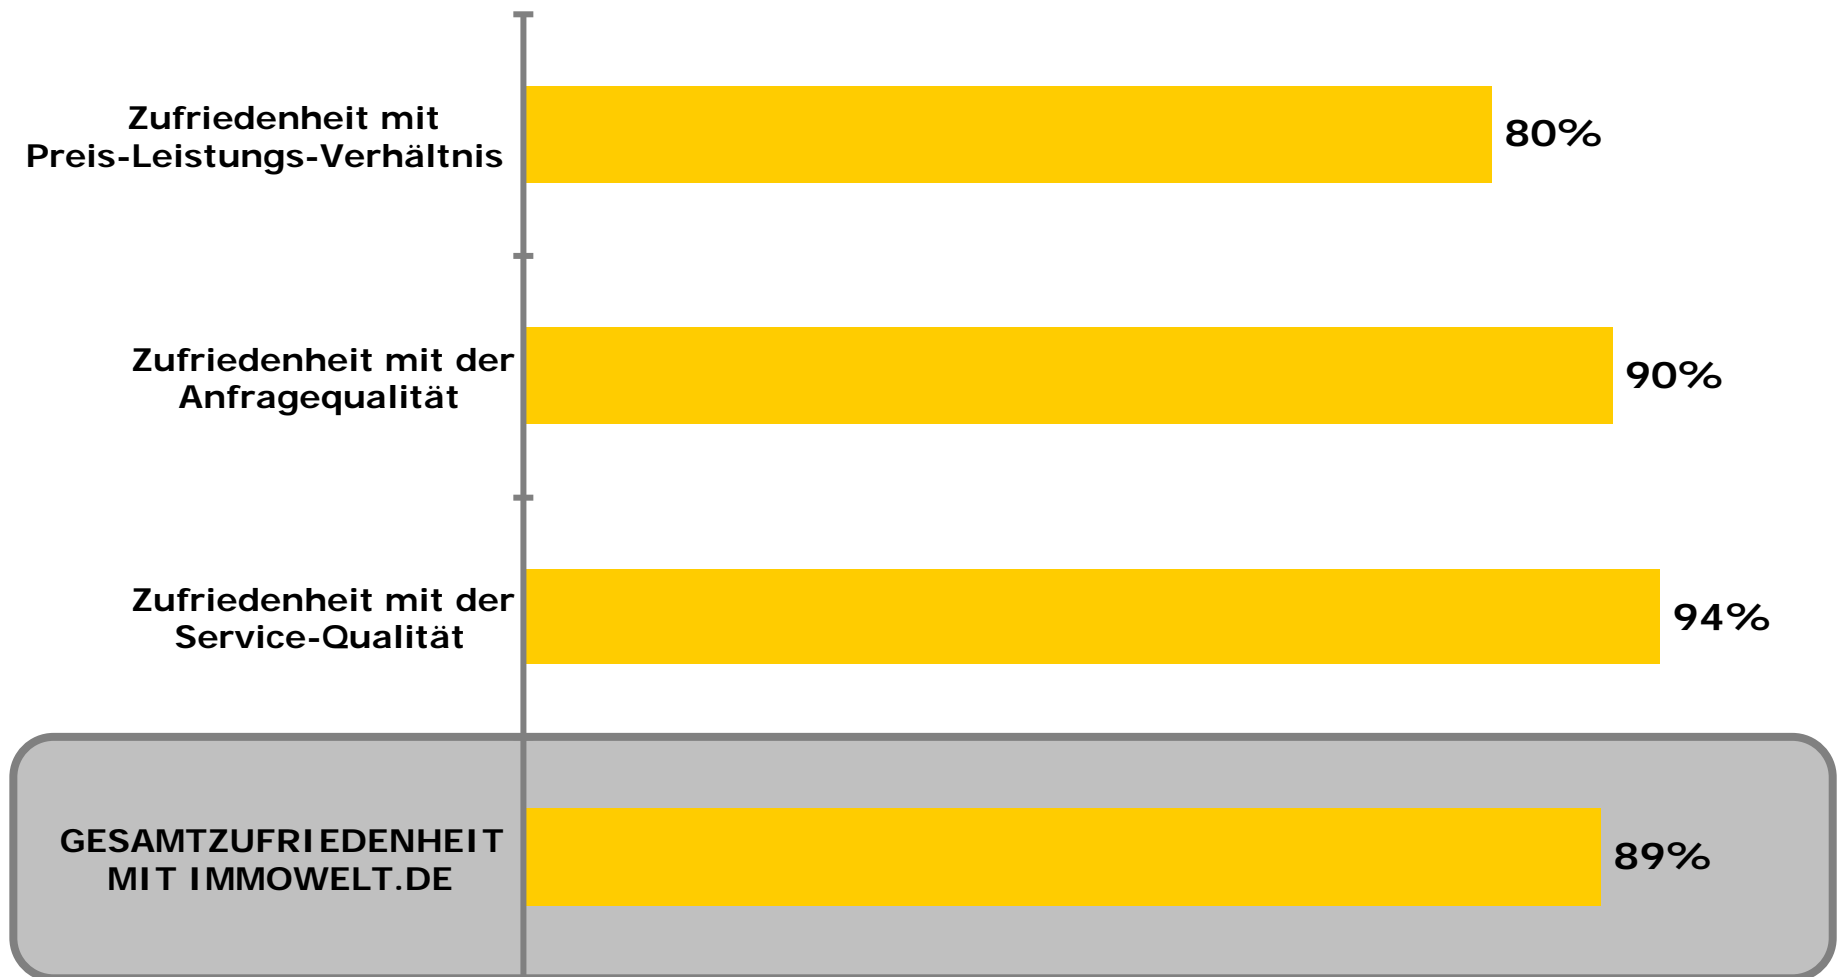 Zufriedenheit mit
Preis-Leistungs-Verhältnis
80%
Zufriedenheit mit der
Anfragequalität
90%
Zufriedenheit mit der
Service-Qualität
94%
GESAMTZUFRIEDENHEIT
MIT IMMOWELT.DE
89%